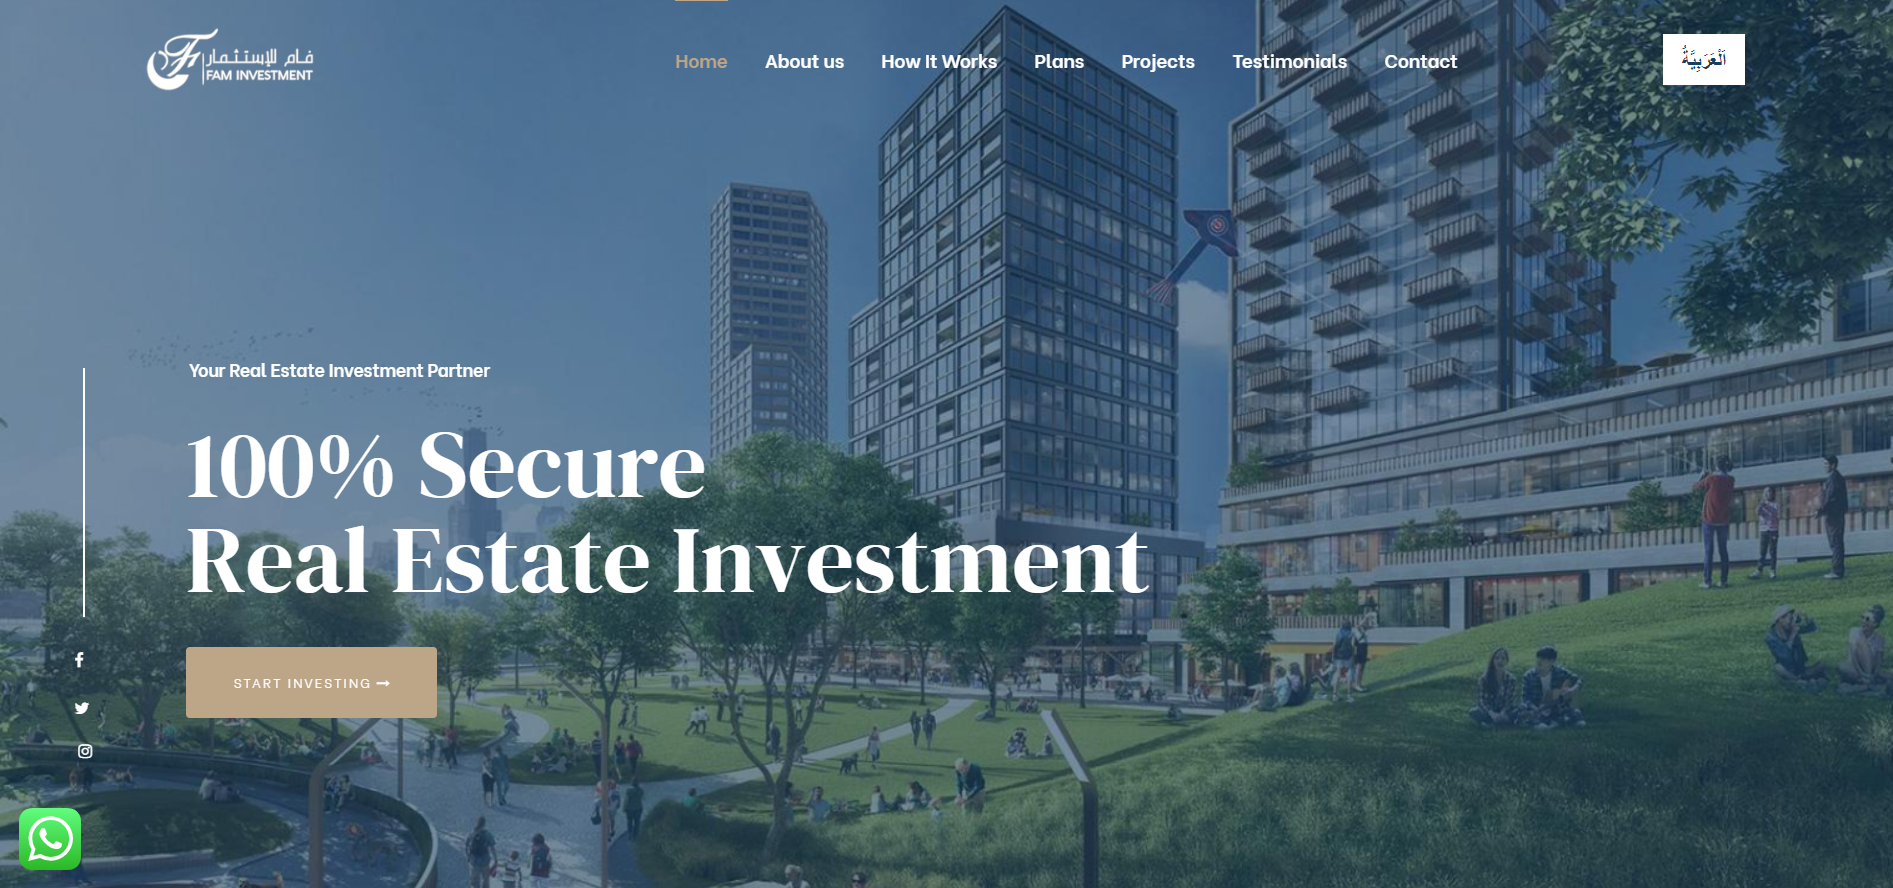 فام للإستثمار
FAM INVESTMENT
Home About us How It Works Plans Projects Testimonials Contact
اَلْعَرَبِيَّةُ
Your Real Estate Investment Partner
100% Secure
Real Estate Investment
START INVESTING